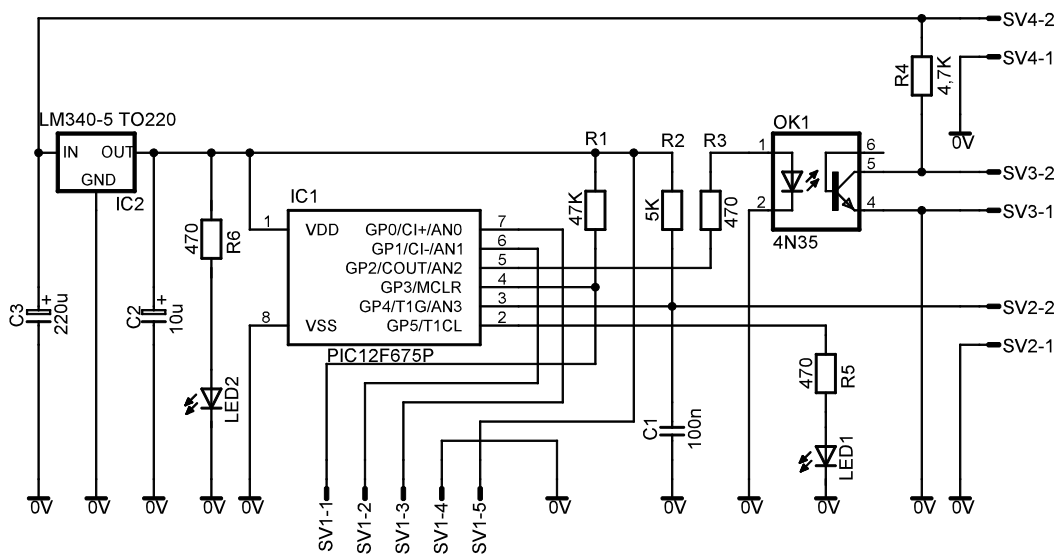 SV4-2
SV4-1
R4
4,7K
0V
LM340-5 TO220
IN
OUT
GND
IC2
R1
R2
R3
OK1
1
2
6
5
4
4N35
SV3-2
SV3-1
IC1
1
VDD
8
VSS
GP0/CI+/AN0
7
GP1/CI-/AN1
6
GP2/COUT/AN2
5
GP3/MCLR
4
GP4/T1G/AN3
3
GP5/T1CL
2
PIC12F675P
47K
5K
470
470
R6
C3
+
220u
C2
+
10u
LED2
SV2-2
SV2-1
470
R5
C1
100n
LED1
0V
0V
0V
0V
0V
SV1-1
SV1-2
SV1-3
SV1-4
SV1-5
0V
0V
0V
0V
0V
0V